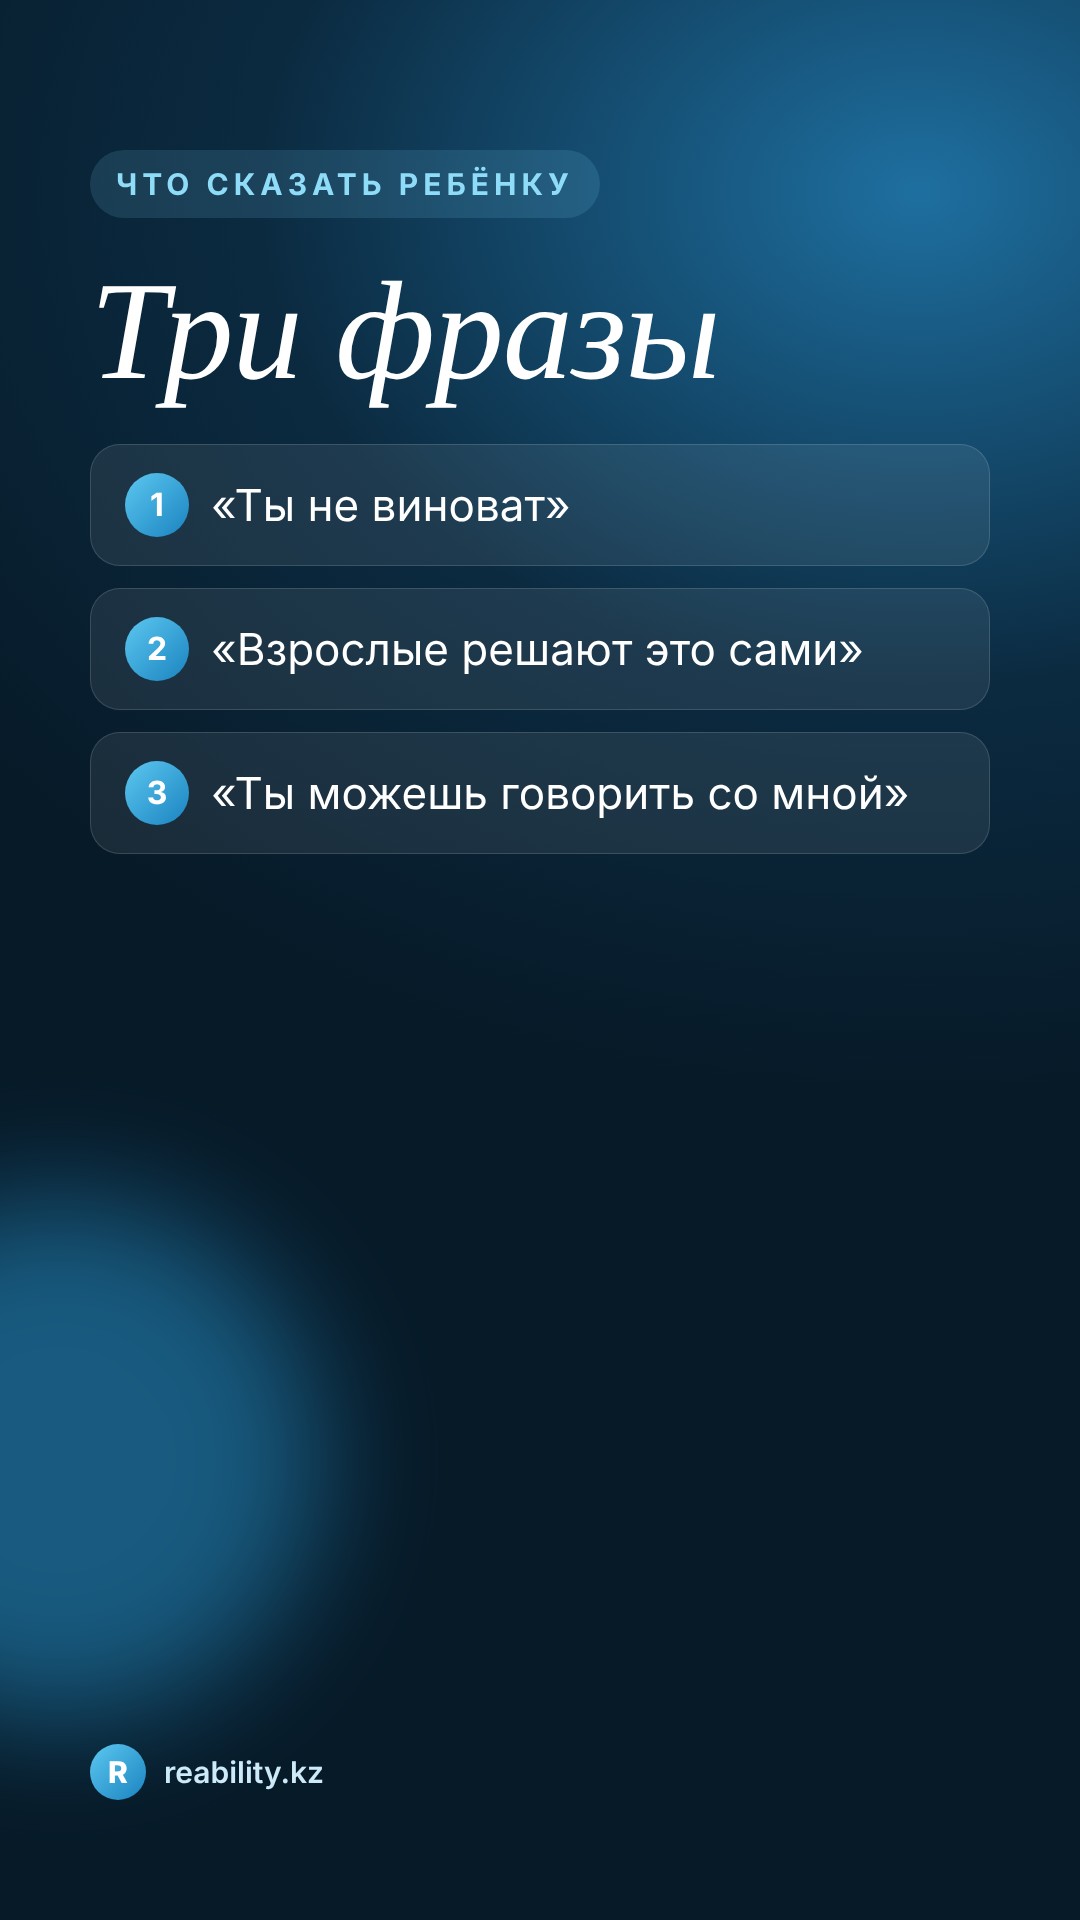 ЧТО СКАЗАТЬ РЕБЁНКУ
Три фразы
1 «Ты не виноват»
2 «Взрослые решают это сами»
3 «Ты можешь говорить со мной»
R reability.kz